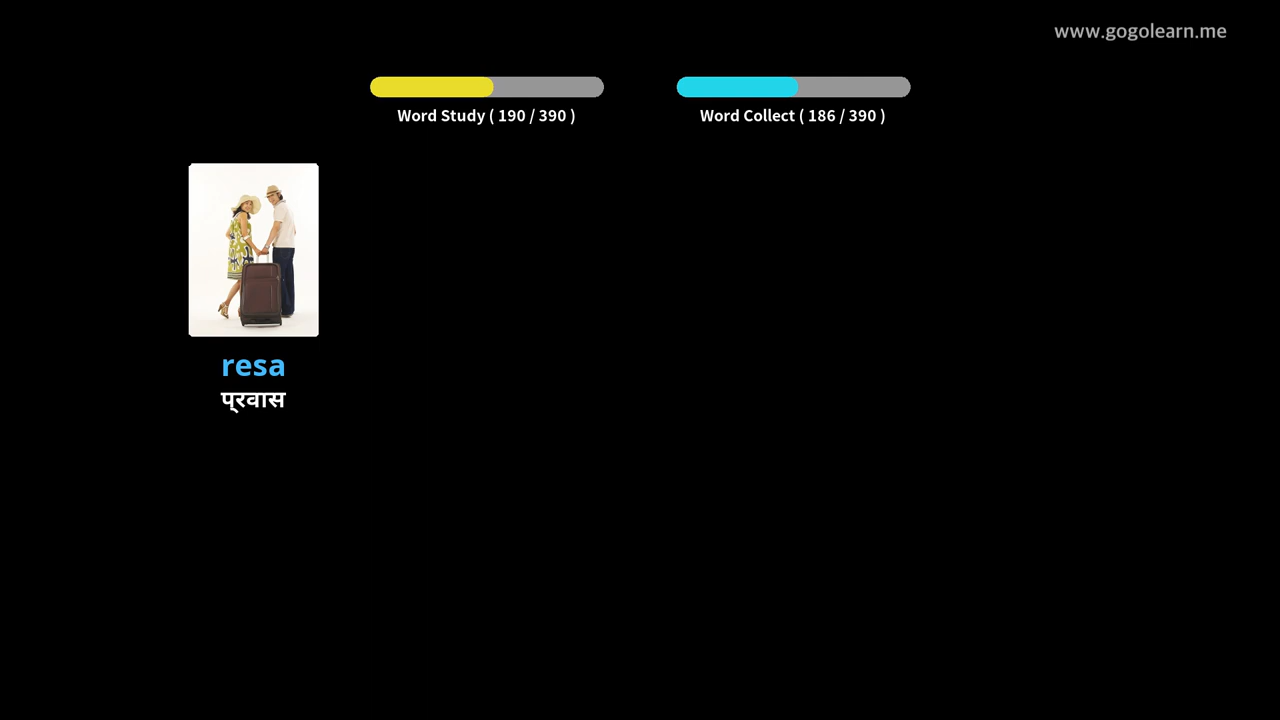 www.gogolearn.me
Word Study ( 190 / 390 )
Word Collect ( 186 / 390 )
resa
प्रवास